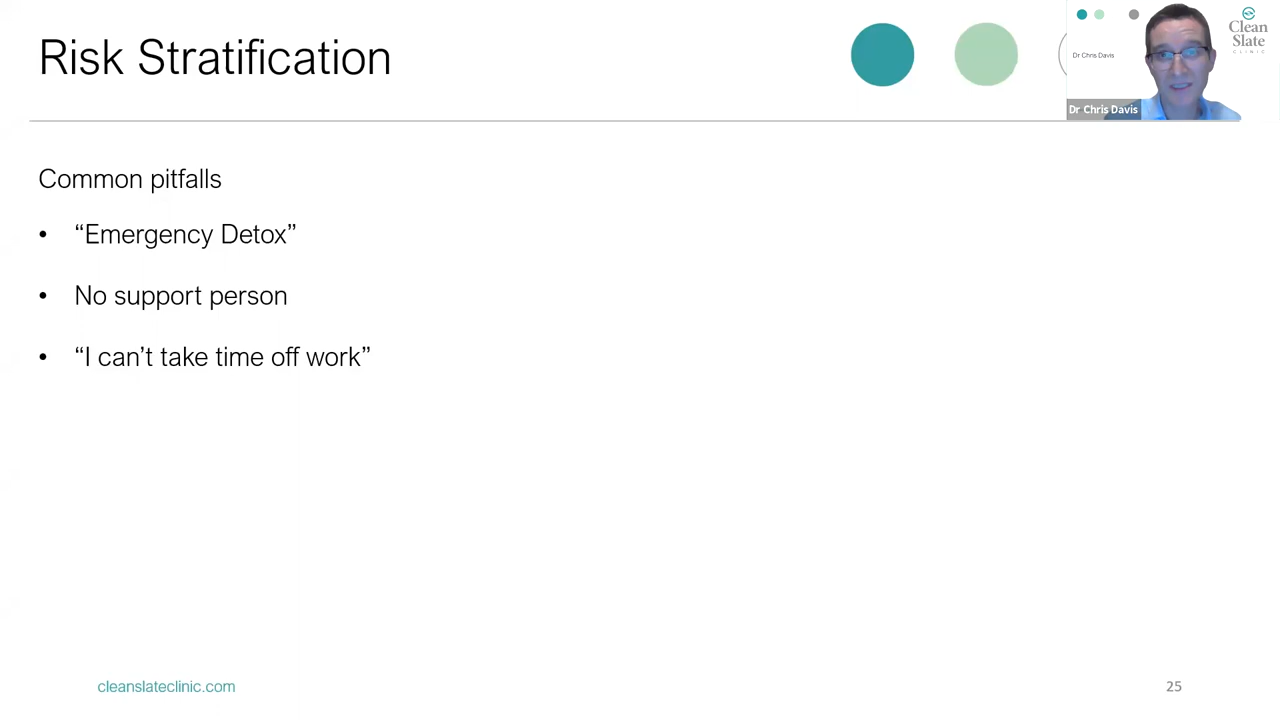 Risk Stratification
Clean
Slate
CLINIC
Dr Chris Davis
Dr Chris Davis
Common pitfalls
• “Emergency Detox”
• No support person
• “I can’t take time off work”
cleanslateclinic.com
25